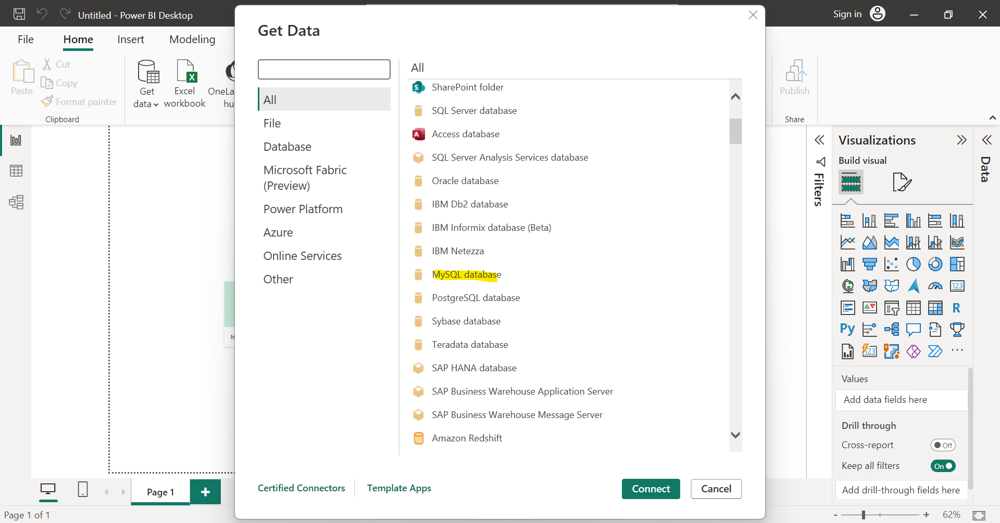 Untitled - Power BI Desktop
Sign in
File
Home
Insert
Modeling
Paste
Cut
Copy
Format painter
Clipboard
Get data
Excel workbook
Publish
Share
Get Data
All
File
Database
Microsoft Fabric
(Preview)
Power Platform
Azure
Online Services
Other
All
SharePoint folder
SQL Server database
Access database
SQL Server Analysis Services database
Oracle database
IBM Db2 database
IBM Informix database (Beta)
IBM Netezza
MySQL database
PostgreSQL database
Sybase database
Teradata database
SAP HANA database
SAP Business Warehouse Application Server
SAP Business Warehouse Message Server
Amazon Redshift
Certified Connectors
Template Apps
Connect
Cancel
Filters
Visualizations
Build visual
123
R
Py
123
Values
Add data fields here
Drill through
Cross-report
Off
Keep all filters
On
Add drill-through fields here
Data
Page 1
Page 1 of 1
62%